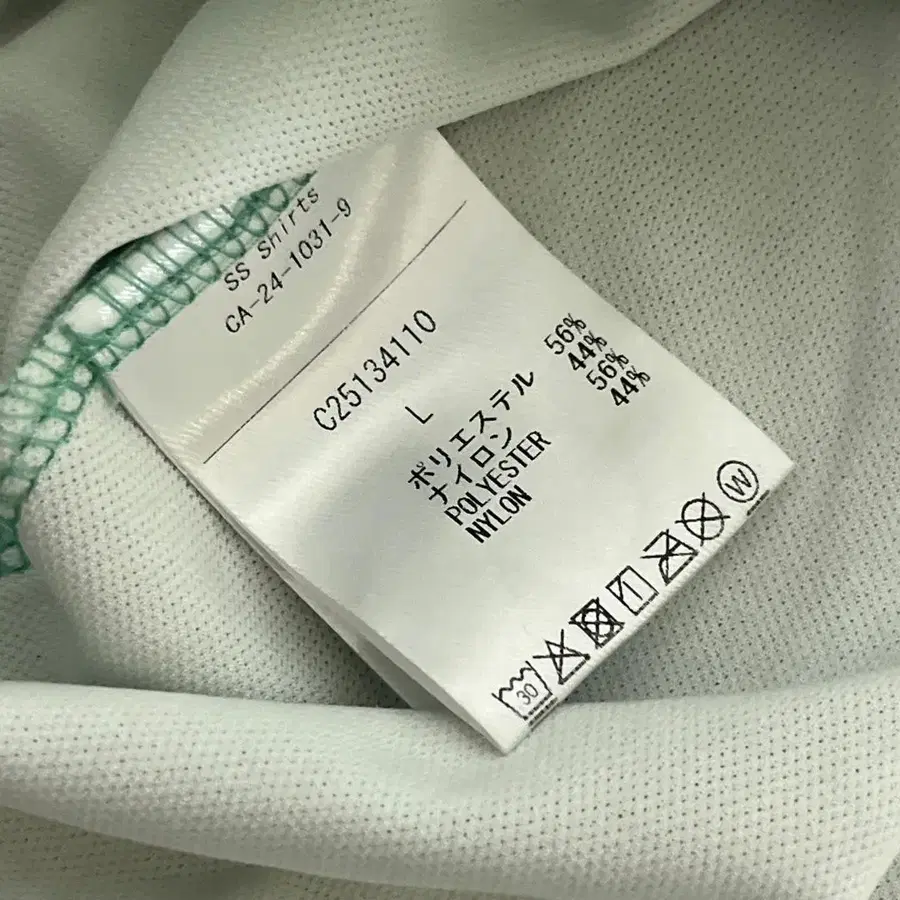 SS Shirts
CA-24-1031-9
C25134110
L
ポリエステル 56%
ナイロン 44%
POLYESTER 56%
NYLON 44%
30
W